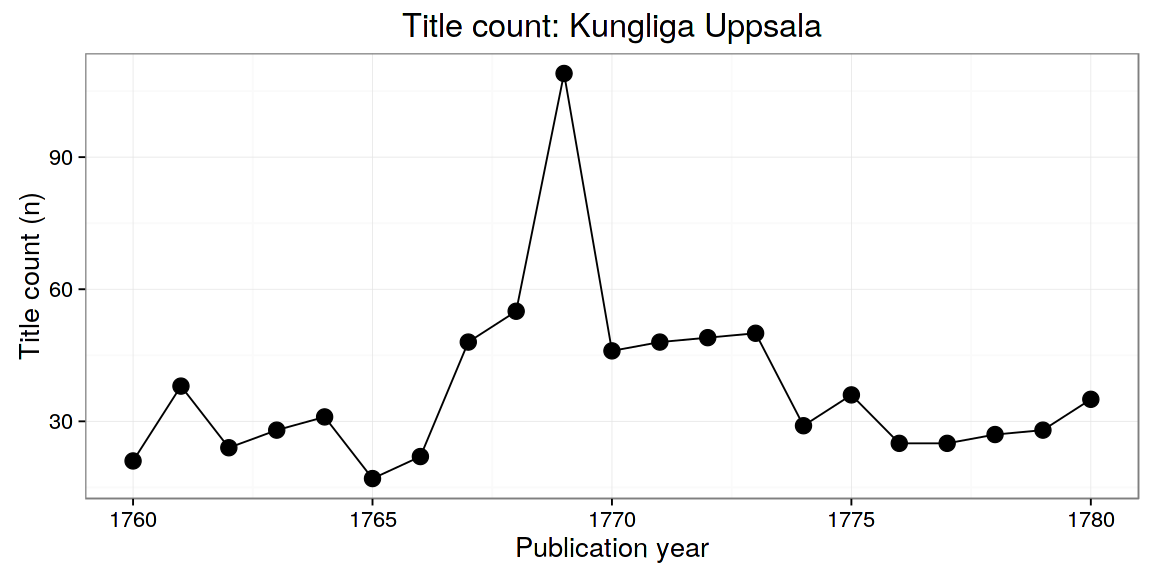 Title count: Kungliga Uppsala
Title count (n)
90
60
30
1760 1765 1770 1775 1780
Publication year